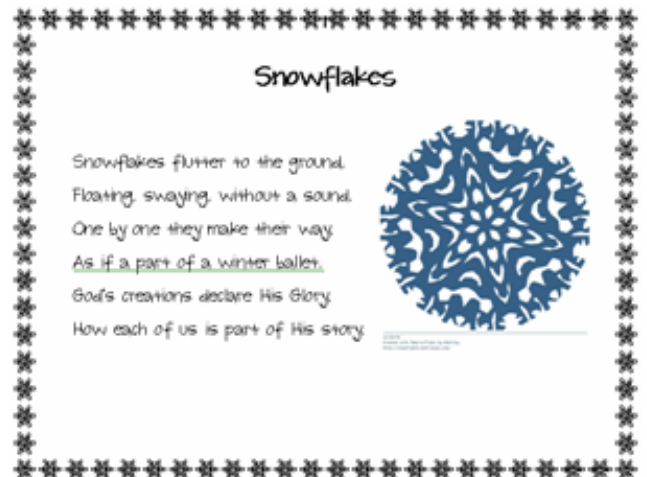 Snowflakes
Snowflakes flutter to the ground,
Floating, swaying, without a sound.
One by one they make their way,
As if a part of a winter ballet.
God's creations declare His Glory,
How each of us is part of His story.